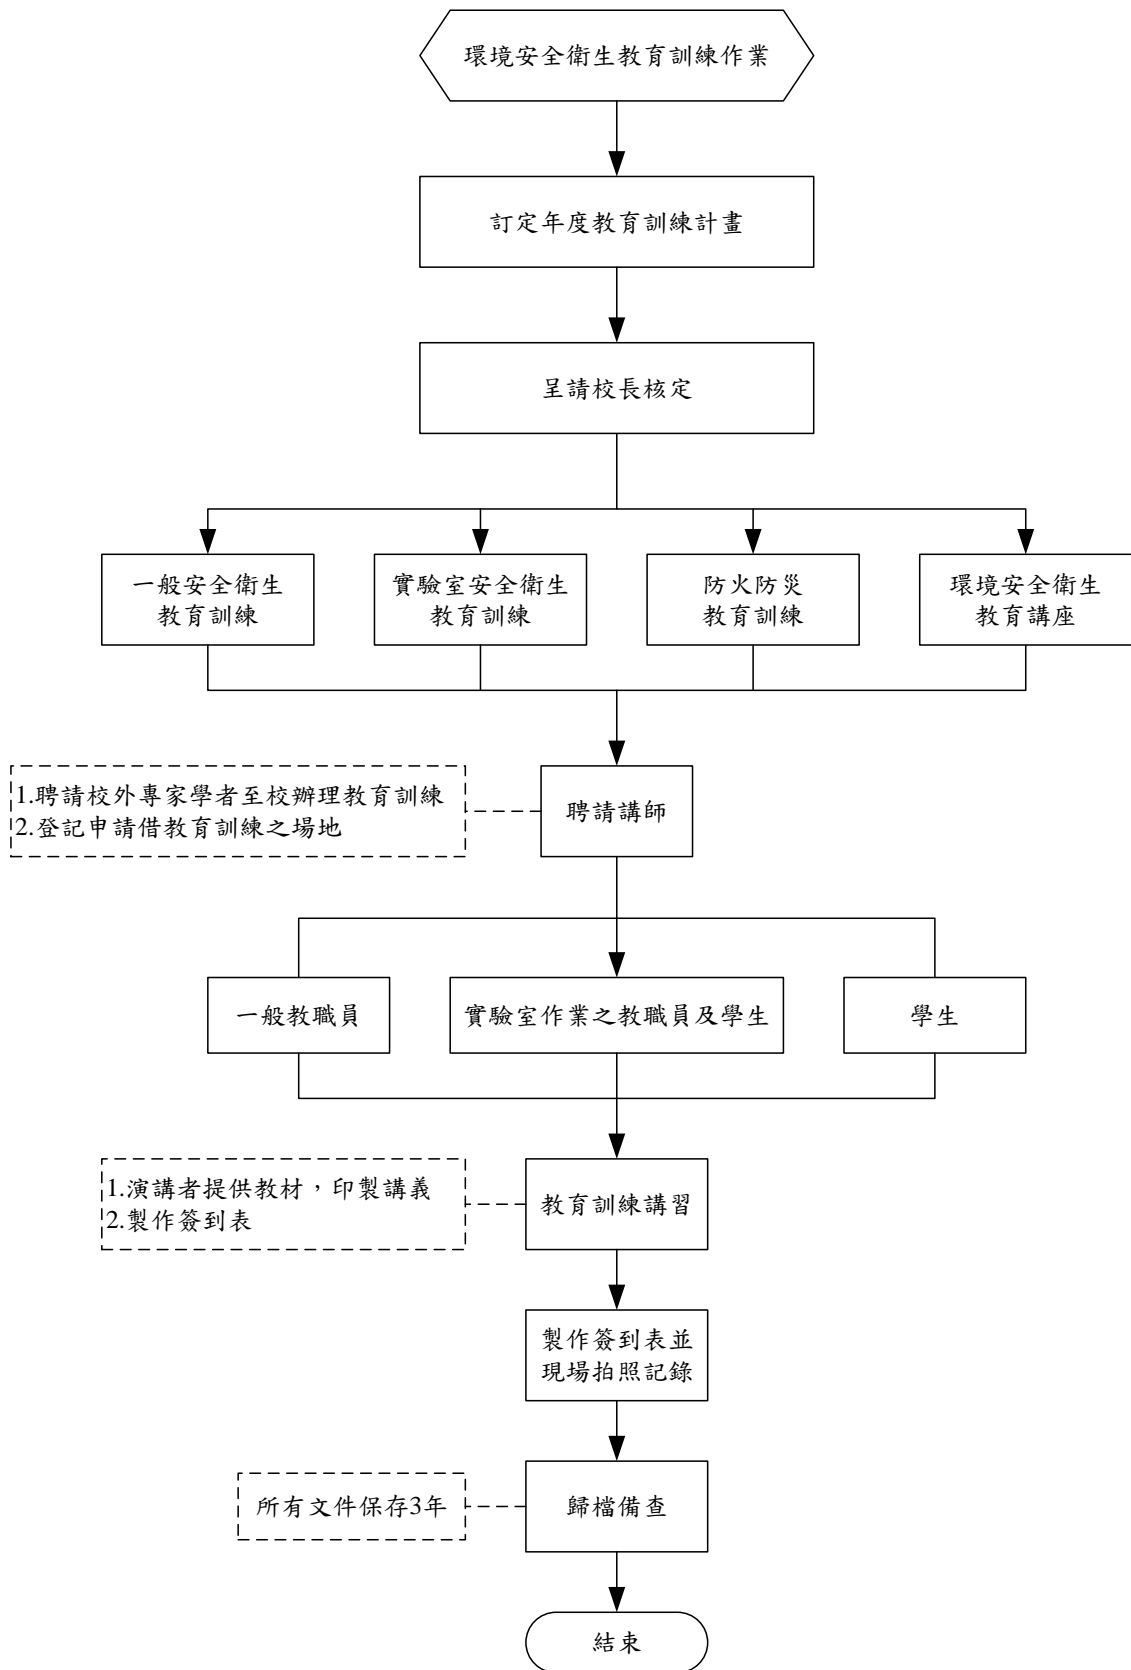 環境安全衛生教育訓練作業
訂定年度教育訓練計畫
呈請校長核定
一般安全衛生
教育訓練
實驗室安全衛生
教育訓練
防火防災
教育訓練
環境安全衛生
教育講座
1.聘請校外專家學者至校辦理教育訓練
2.登記申請借教育訓練之場地
聘請講師
一般教職員
實驗室作業之教職員及學生
學生
1.演講者提供教材，印製講義
2.製作簽到表
教育訓練講習
製作簽到表並
現場拍照記錄
所有文件保存3年
歸檔備查
結束